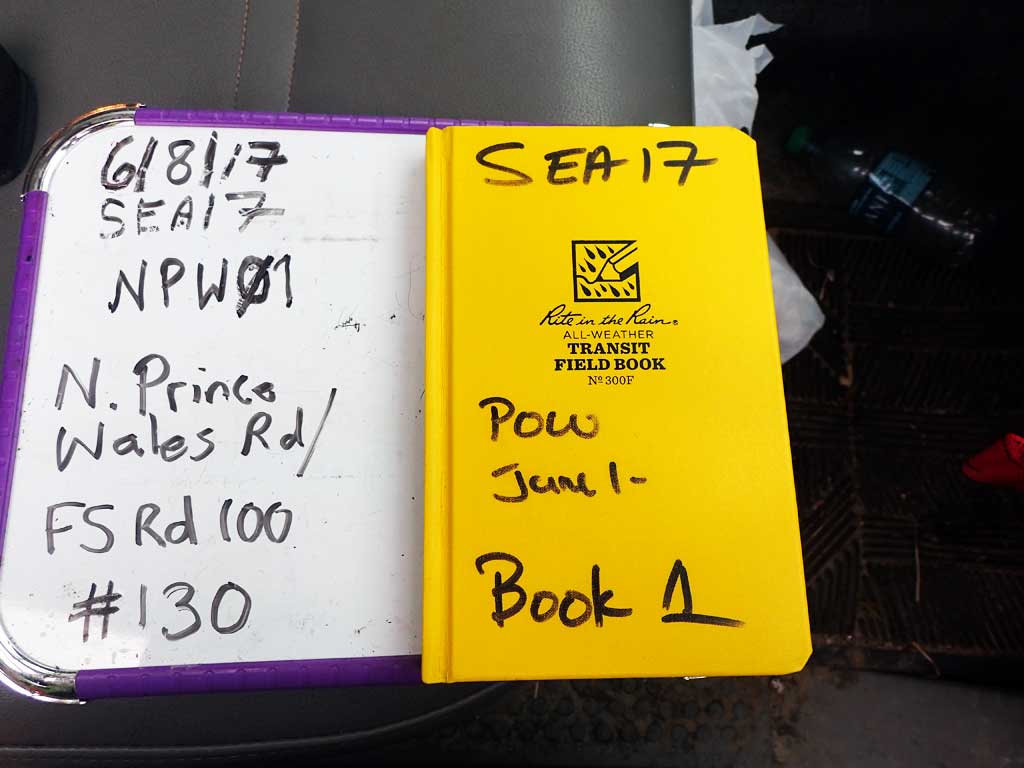 6/8/17
SEA17
NPWØ1
N. Prince
Wales Rd/
FS Rd 100
#130
SEA17
Rite in the Rain®
ALL-WEATHER
TRANSIT
FIELD BOOK
Nº 300F
POW
June 1-
Book 1